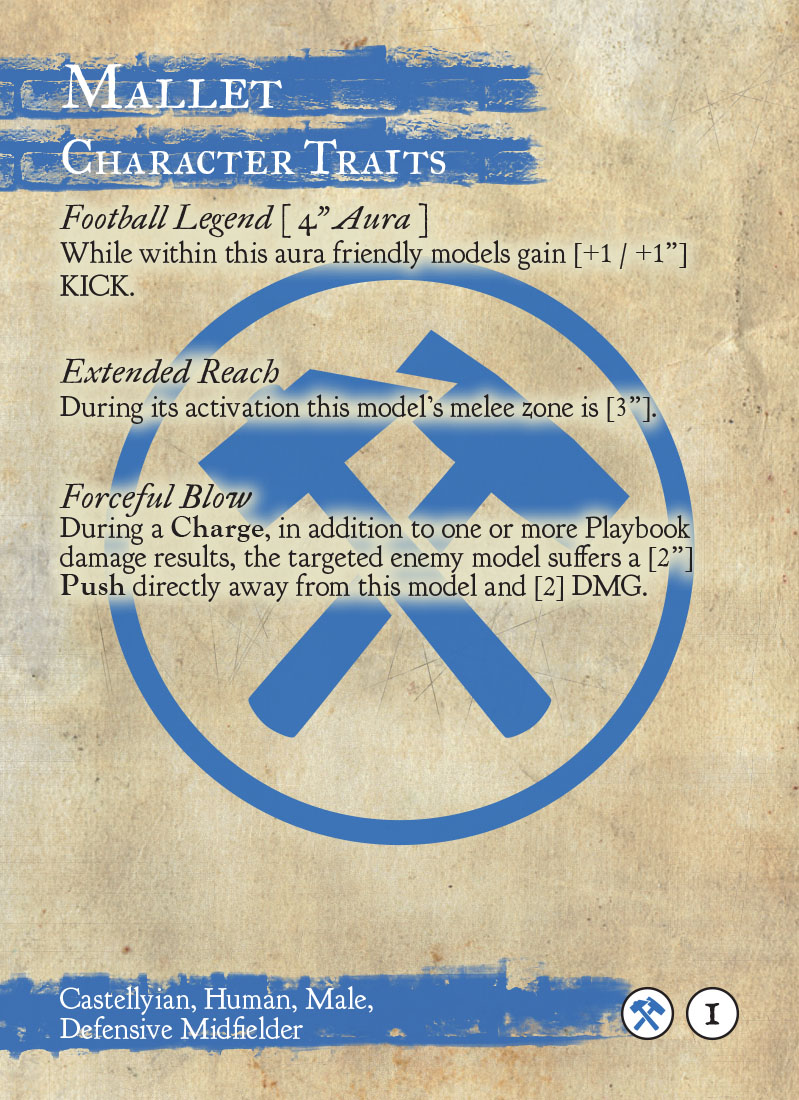 Mallet
Character Traits
Football Legend [ 4” Aura ]
While within this aura friendly models gain [+1 / +1”]
KICK.
Extended Reach
During its activation this model’s melee zone is [3”].
Forceful Blow
During a Charge, in addition to one or more Playbook
damage results, the targeted enemy model suffers a [2”]
Push directly away from this model and [2] DMG.
Castellyian, Human, Male,
Defensive Midfielder
1